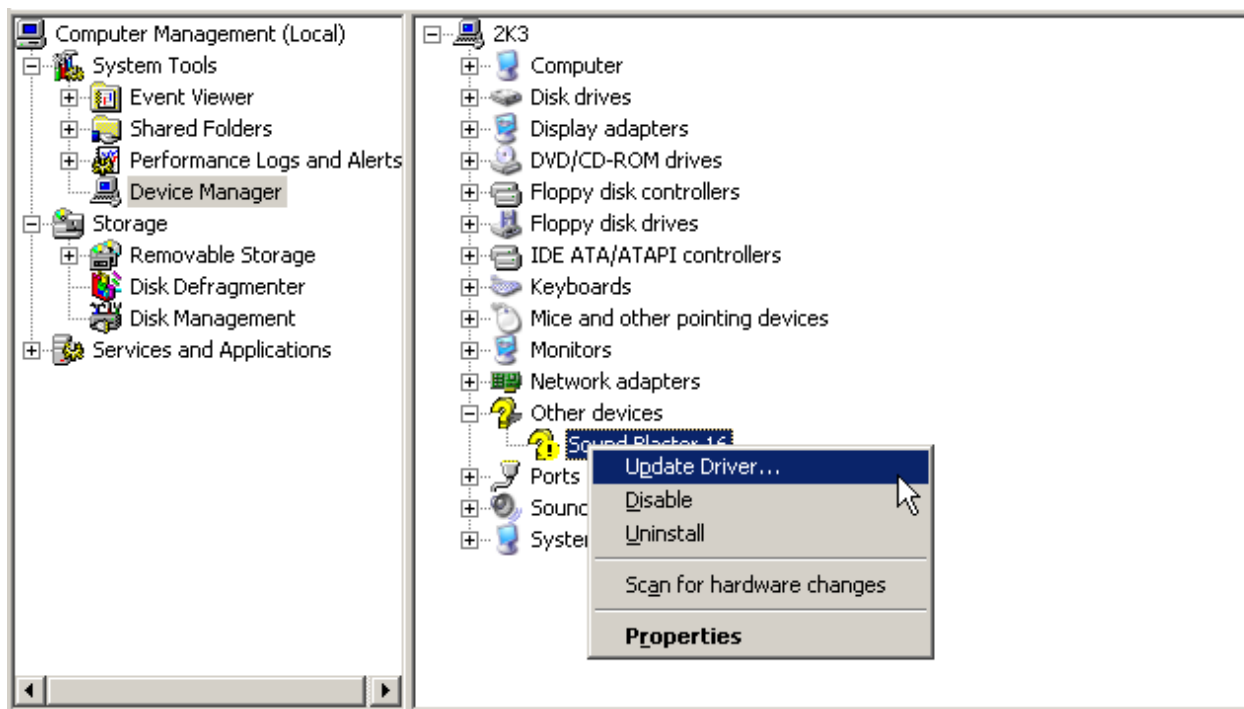 Computer Management (Local)
System Tools
Event Viewer
Shared Folders
Performance Logs and Alerts
Device Manager
Storage
Removable Storage
Disk Defragmenter
Disk Management
Services and Applications
2K3
Computer
Disk drives
Display adapters
DVD/CD-ROM drives
Floppy disk controllers
Floppy disk drives
IDE ATA/ATAPI controllers
Keyboards
Mice and other pointing devices
Monitors
Network adapters
Other devices
Sound Blaster 16
Ports
Update Driver...
Disable
Uninstall
Scan for hardware changes
Properties